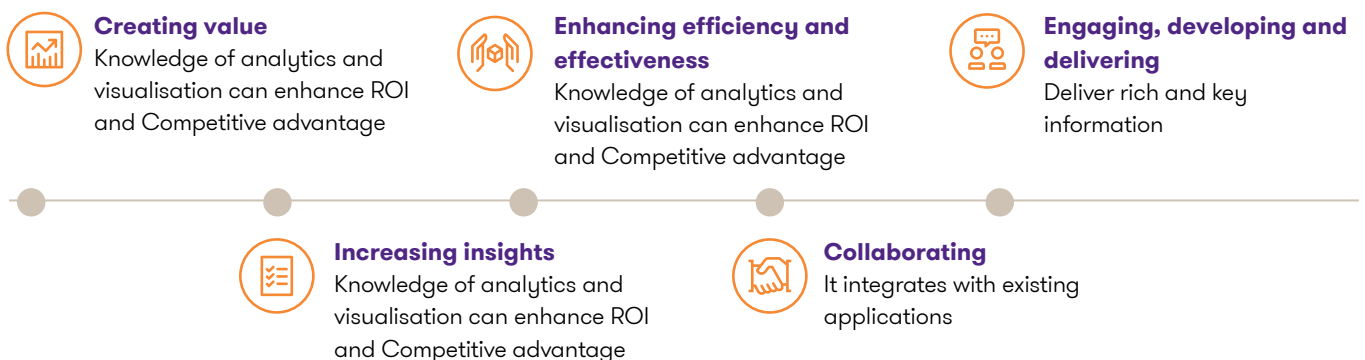 Creating value
Knowledge of analytics and
visualisation can enhance ROI
and Competitive advantage
Enhancing efficiency and
effectiveness
Knowledge of analytics and
visualisation can enhance ROI
and Competitive advantage
Engaging, developing and
delivering
Deliver rich and key
information
Increasing insights
Knowledge of analytics and
visualisation can enhance ROI
and Competitive advantage
Collaborating
It integrates with existing
applications